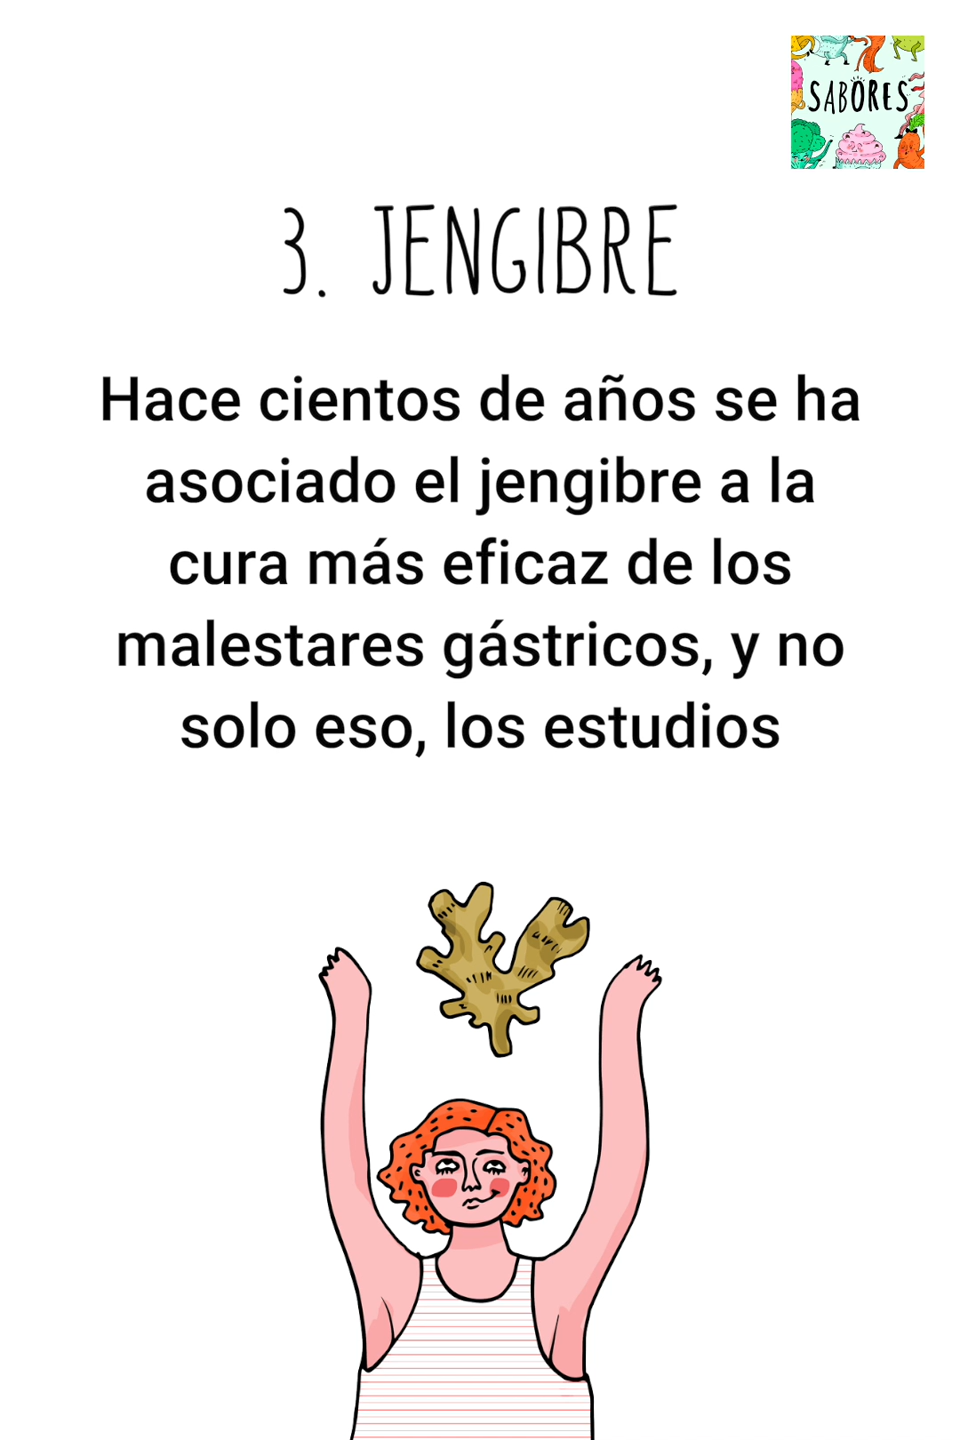 SABORES
3. JENGIBRE
Hace cientos de años se ha
asociado el jengibre a la
cura más eficaz de los
malestares gástricos, y no
solo eso, los estudios